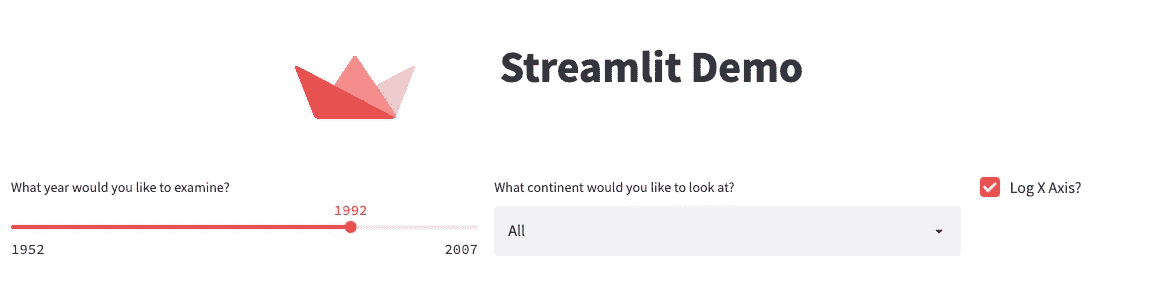 Streamlit Demo
What year would you like to examine?
1992
1952
2007
What continent would you like to look at?
All
Log X Axis?